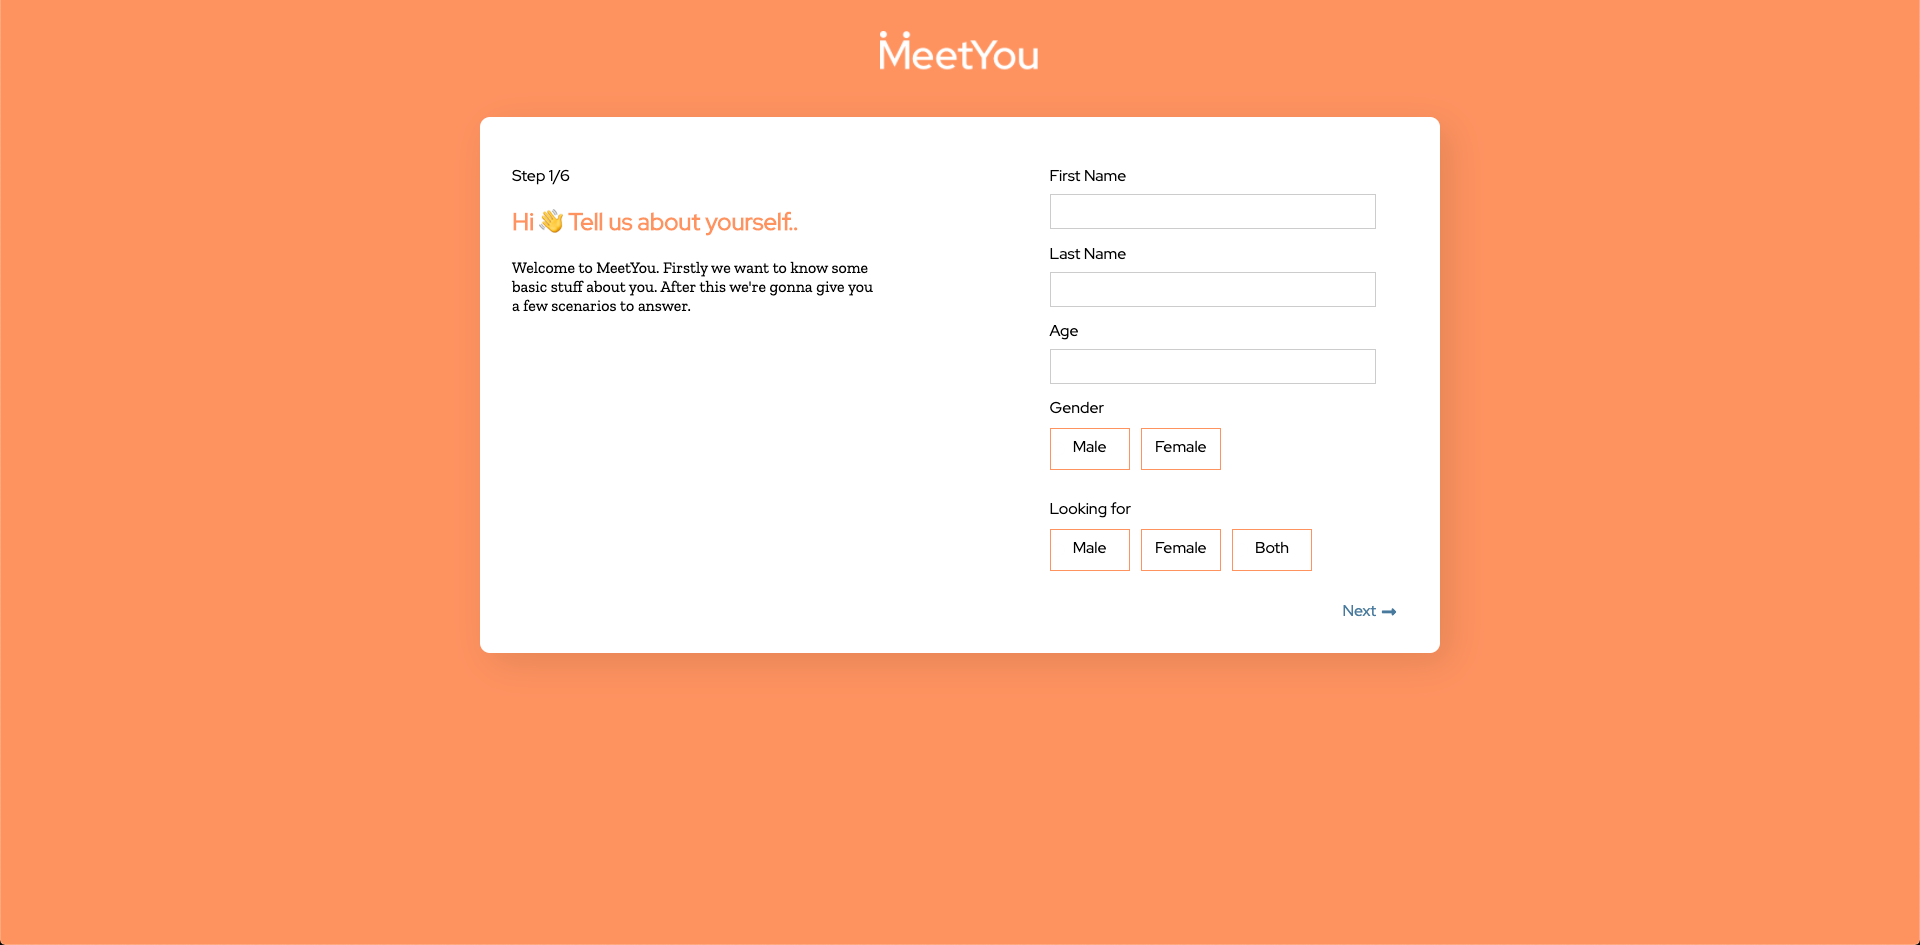 MeetYou
Step 1/6
Hi 👋 Tell us about yourself..
Welcome to MeetYou. Firstly we want to know some
basic stuff about you. After this we're gonna give you
a few scenarios to answer.
First Name
Last Name
Age
Gender
Male Female
Looking for
Male Female Both
Next